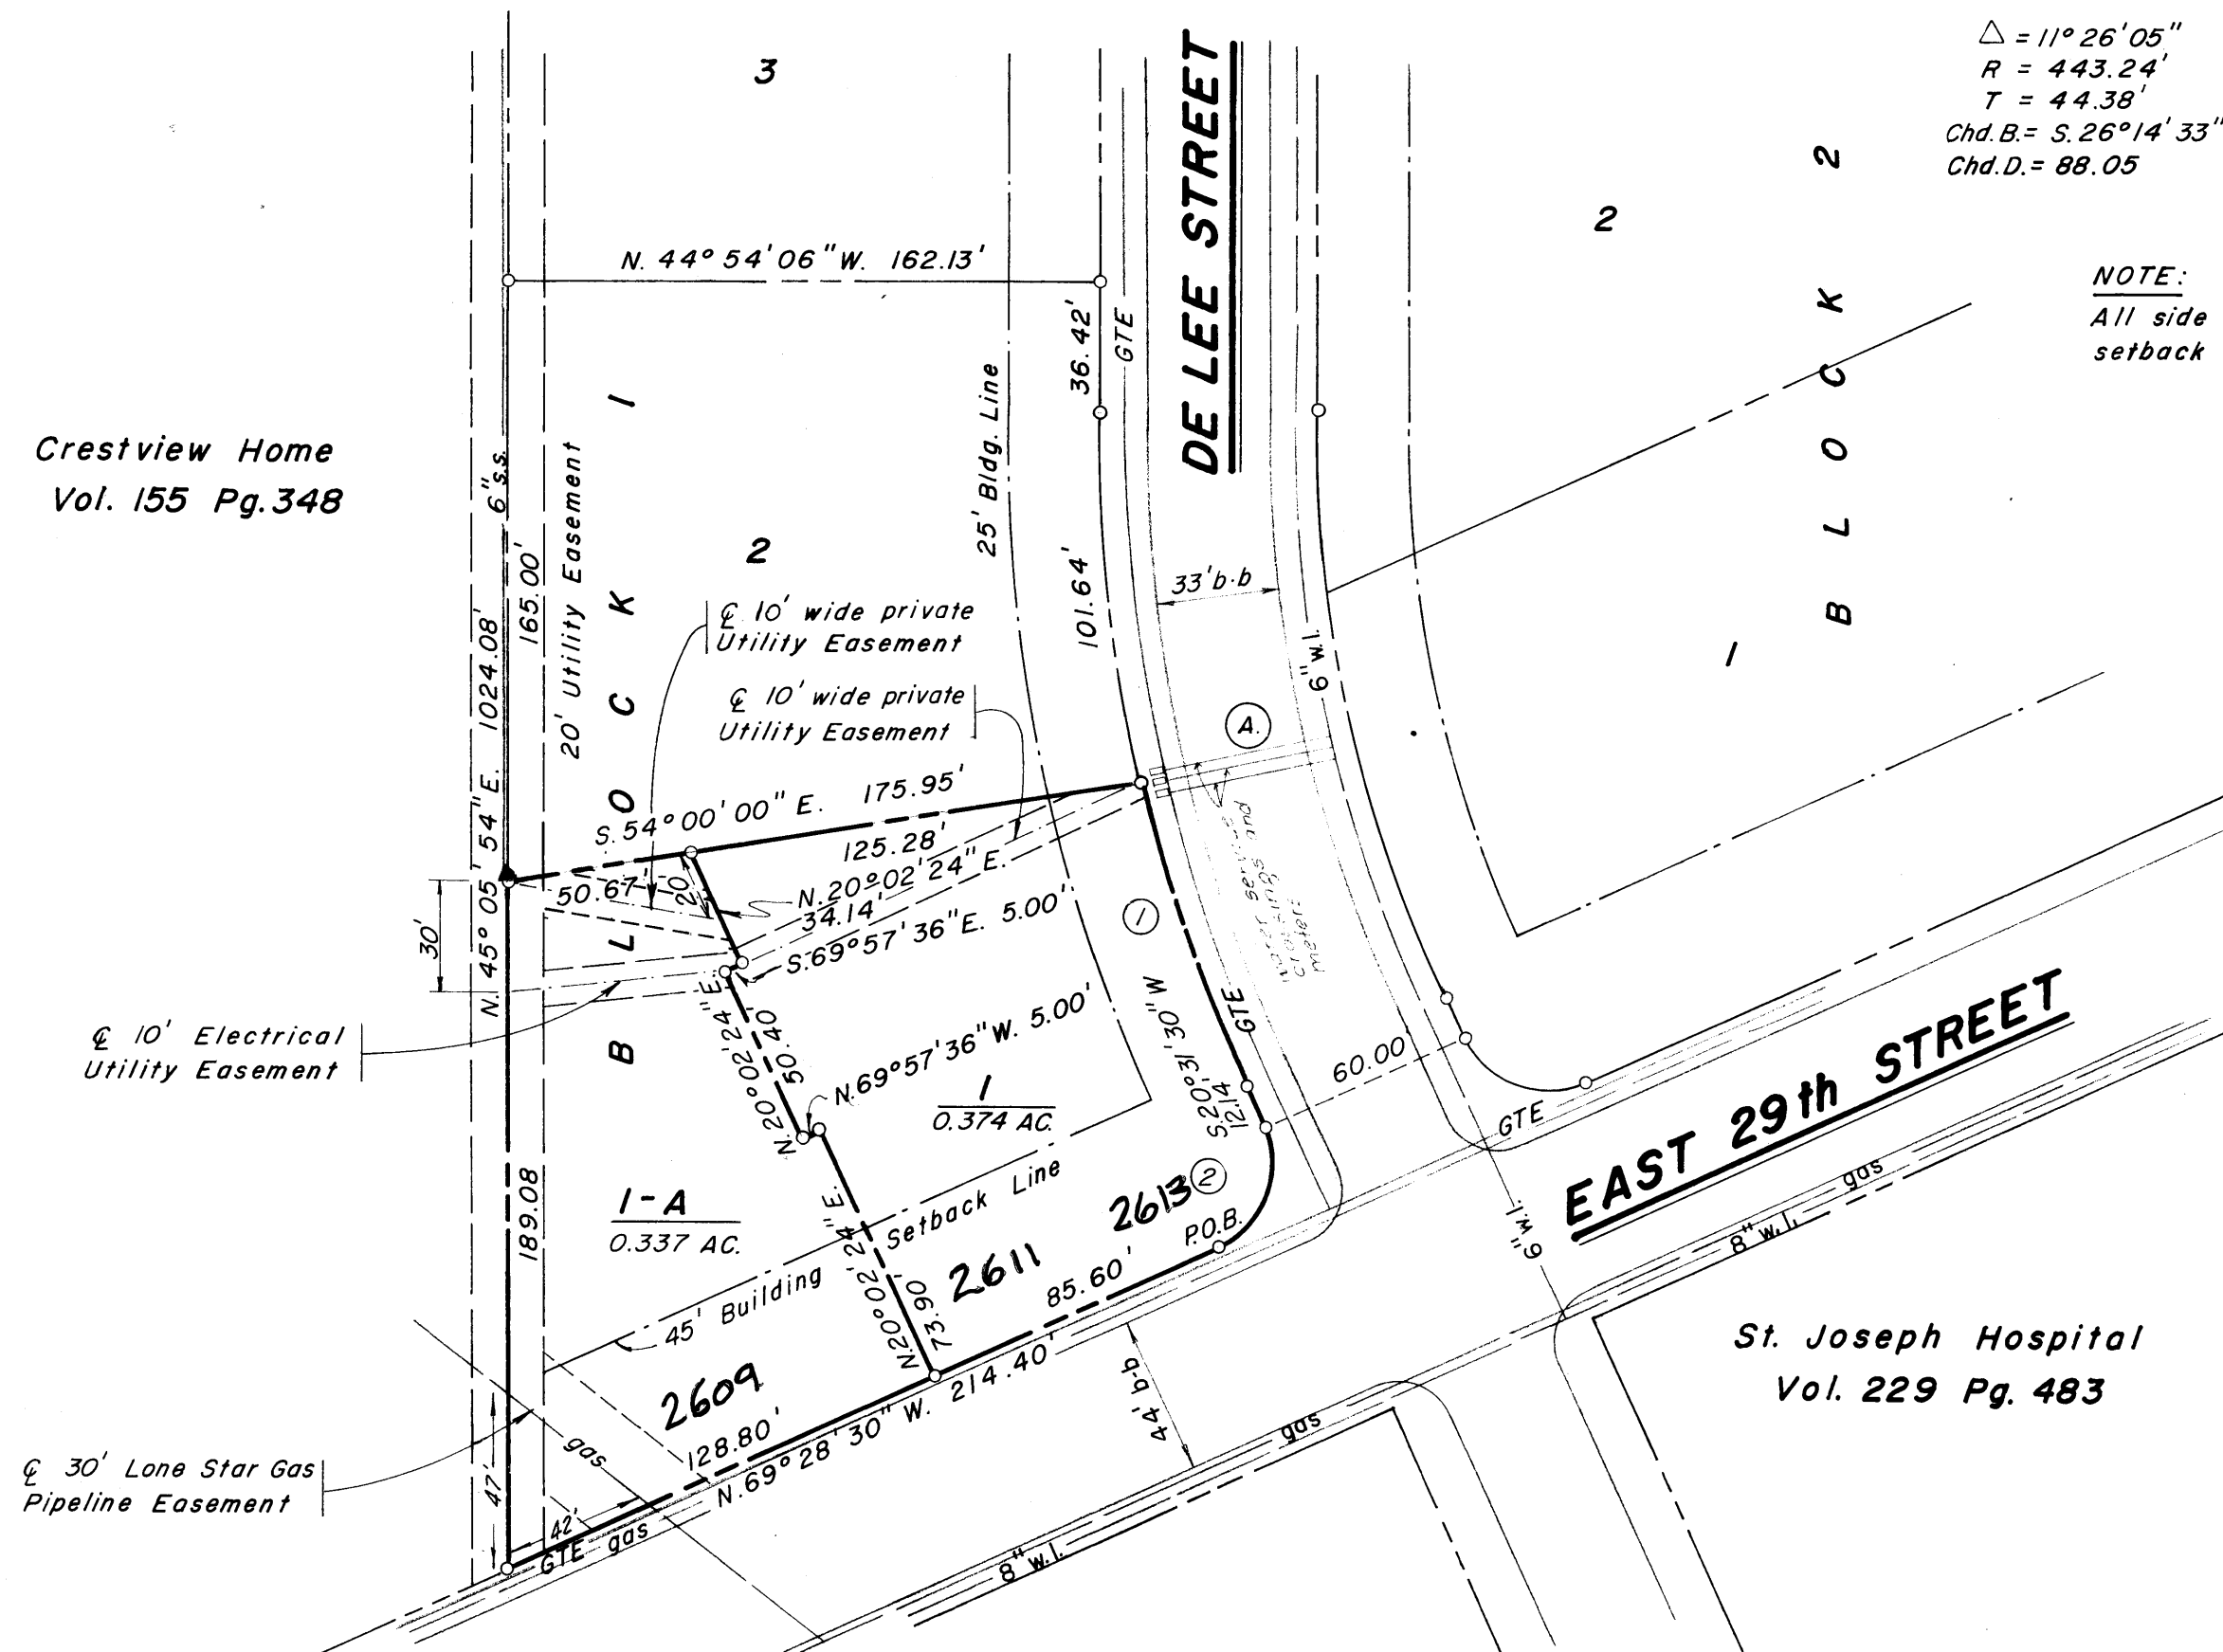 △ = 11° 26' 05"
R = 443.24'
T = 44.38'
Chd. B. = S. 26° 14' 33"
Chd. D. = 88.05
NOTE:
All side
setback
3
2
BLOCK 2
DE LEE STREET
N. 44° 54' 06" W. 162.13'
36.42'
GTE
25' Bldg. Line
Crestview Home
Vol. 155 Pg. 348
6" s.s.
165.00'
20' Utility Easement
BLOCK 1
2
101.64'
33' b-b
6" w.l.
1
℄ 10' wide private
Utility Easement
℄ 10' wide private
Utility Easement
A.
N. 45° 05' 54" E. 1024.08'
S. 54° 00' 00" E. 175.95'
125.28'
50.67'
20'
N. 20° 02' 24" E.
34.14'
S. 69° 57' 36" E. 5.00'
Water service
crossings and
meter.
1
30'
℄ 10' Electrical
Utility Easement
N. 20° 02' 24" E.
50.40'
N. 69° 57' 36" W. 5.00'
1
0.374 AC.
S. 20° 31' 30" W
12.14
GTE
60.00'
GTE
EAST 29th STREET
gas
8" w.l.
6" w.l.
1-A
0.337 AC.
189.08
45' Building Setback Line
N. 20° 02' 24" E.
73.90'
2613
2
2611
P.O.B.
85.60'
2609
128.80'
N. 69° 28' 30" W. 214.40'
44' b-b
St. Joseph Hospital
Vol. 229 Pg. 483
℄ 30' Lone Star Gas
Pipeline Easement
47'
42'
gas
GTE gas
gas
8" w.l.